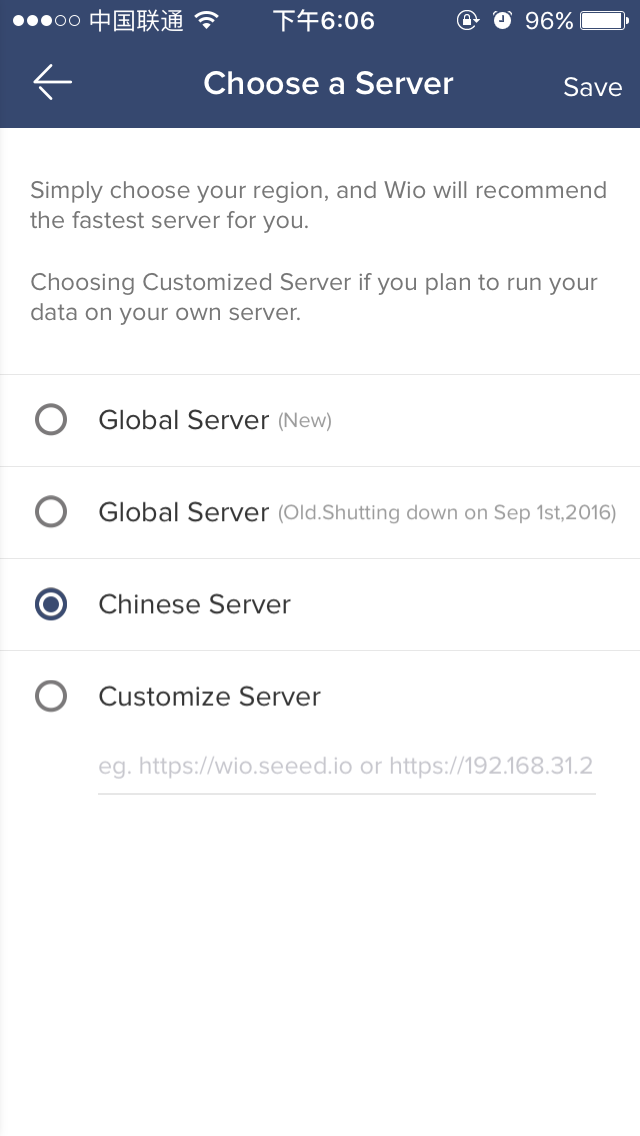 中国联通 下午6:06 96%
Choose a Server Save
Simply choose your region, and Wio will recommend
the fastest server for you.
Choosing Customized Server if you plan to run your
data on your own server.
Global Server (New)
Global Server (Old.Shutting down on Sep 1st,2016)
Chinese Server
Customize Server
eg. https://wio.seeed.io or https://192.168.31.2